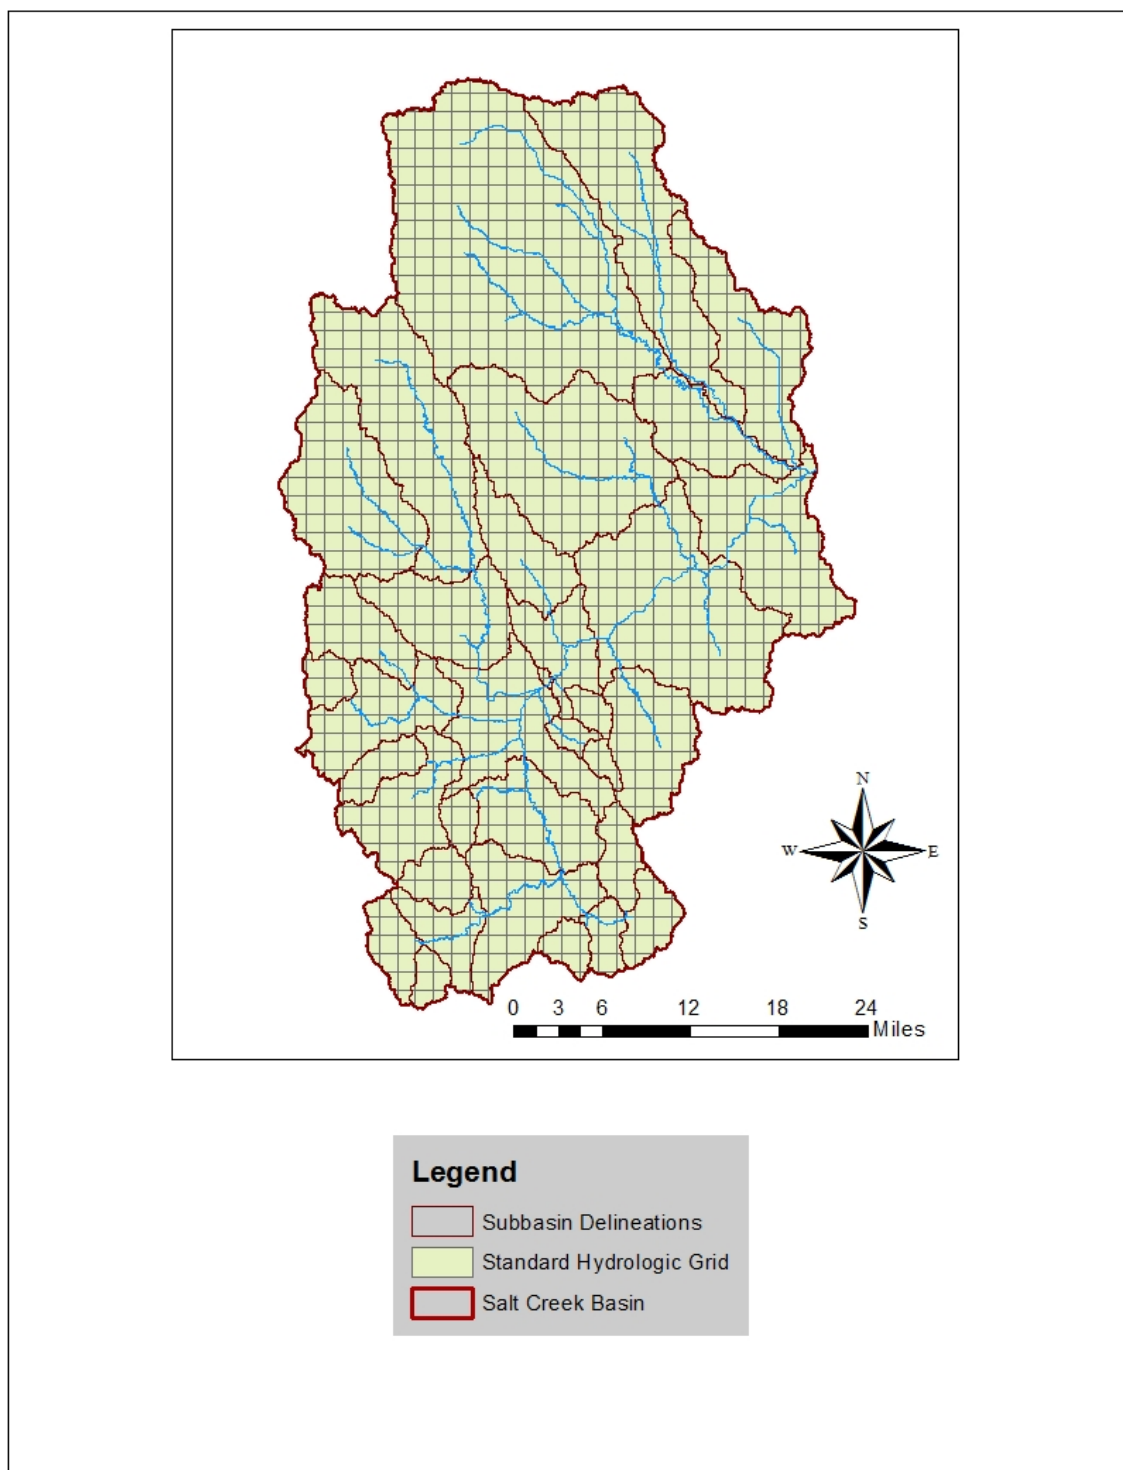 N
W E
S
0 3 6 12 18 24
Miles
Legend
Subbasin Delineations
Standard Hydrologic Grid
Salt Creek Basin